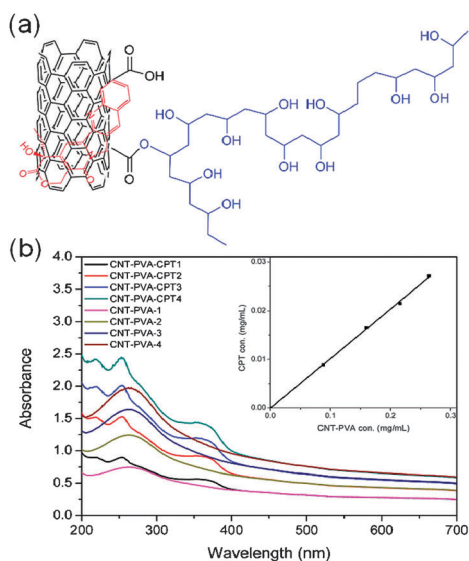 (a)
O
OH
OH
OH
OH
OH
OH
OH
HO
O
O
O
O
O
OH
OH
OH
OH
OH
OH
OH
(b)
4.0
3.5
3.0
2.5
2.0
1.5
1.0
0.5
0.0
Absorbance
CNT-PVA-CPT1
CNT-PVA-CPT2
CNT-PVA-CPT3
CNT-PVA-CPT4
CNT-PVA-1
CNT-PVA-2
CNT-PVA-3
CNT-PVA-4
0.03
0.02
0.01
0.00
CPT con. (mg/mL)
0.0
0.1
0.2
0.3
CNT-PVA con. (mg/mL)
200 300 400 500 600 700
Wavelength (nm)